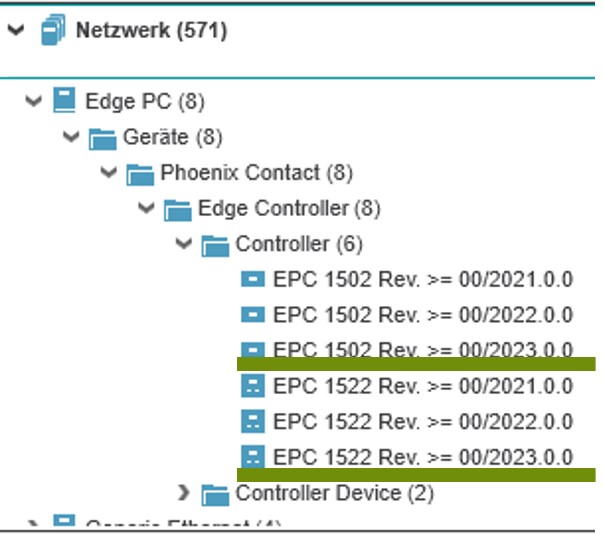 Netzwerk (571)
Edge PC (8)
Geräte (8)
Phoenix Contact (8)
Edge Controller (8)
Controller (6)
EPC 1502 Rev. >= 00/2021.0.0
EPC 1502 Rev. >= 00/2022.0.0
EPC 1502 Rev. >= 00/2023.0.0
EPC 1522 Rev. >= 00/2021.0.0
EPC 1522 Rev. >= 00/2022.0.0
EPC 1522 Rev. >= 00/2023.0.0
Controller Device (2)
Generic Ethernet (4)